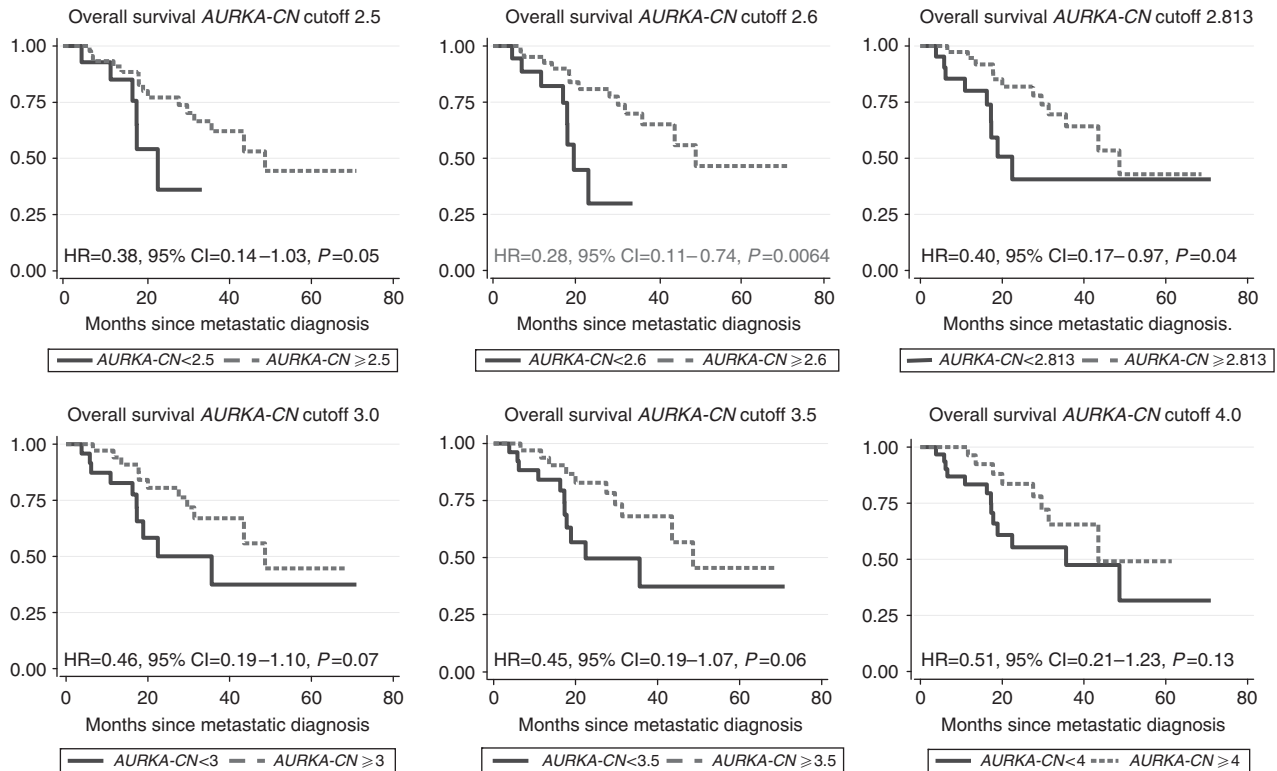 Overall survival AURKA-CN cutoff 2.5
1.00
0.75
0.50
0.25
0.00
HR=0.38, 95% CI=0.14–1.03, P=0.05
0 20 40 60 80
Months since metastatic diagnosis
AURKA-CN<2.5 AURKA-CN ⩾2.5
Overall survival AURKA-CN cutoff 2.6
1.00
0.75
0.50
0.25
0.00
HR=0.28, 95% CI=0.11–0.74, P=0.0064
0 20 40 60 80
Months since metastatic diagnosis
AURKA-CN<2.6 AURKA-CN ⩾2.6
Overall survival AURKA-CN cutoff 2.813
1.00
0.75
0.50
0.25
0.00
HR=0.40, 95% CI=0.17–0.97, P=0.04
0 20 40 60 80
Months since metastatic diagnosis.
AURKA-CN<2.813 AURKA-CN ⩾2.813
Overall survival AURKA-CN cutoff 3.0
1.00
0.75
0.50
0.25
0.00
HR=0.46, 95% CI=0.19–1.10, P=0.07
0 20 40 60 80
Months since metastatic diagnosis
AURKA-CN<3 AURKA-CN ⩾3
Overall survival AURKA-CN cutoff 3.5
1.00
0.75
0.50
0.25
0.00
HR=0.45, 95% CI=0.19–1.07, P=0.06
0 20 40 60 80
Months since metastatic diagnosis
AURKA-CN<3.5 AURKA-CN ⩾3.5
Overall survival AURKA-CN cutoff 4.0
1.00
0.75
0.50
0.25
0.00
HR=0.51, 95% CI=0.21–1.23, P=0.13
0 20 40 60 80
Months since metastatic diagnosis
AURKA-CN<4 AURKA-CN ⩾4